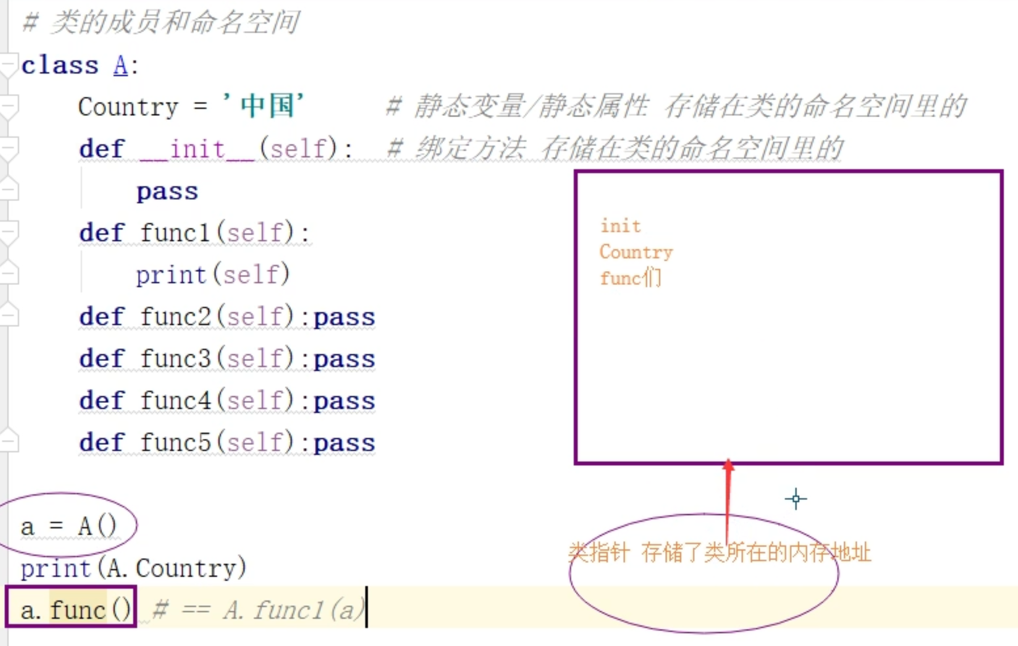 # 类的成员和命名空间
class A:
Country = '中国' # 静态变量/静态属性 存储在类的命名空间里的
def __init__(self): # 绑定方法 存储在类的命名空间里的
pass
def func1(self):
print(self)
def func2(self):pass
def func3(self):pass
def func4(self):pass
def func5(self):pass
init
Country
func们
a = A()
类指针 存储了类所在的内存地址
print(A.Country)
a.func() # == A.func1(a)